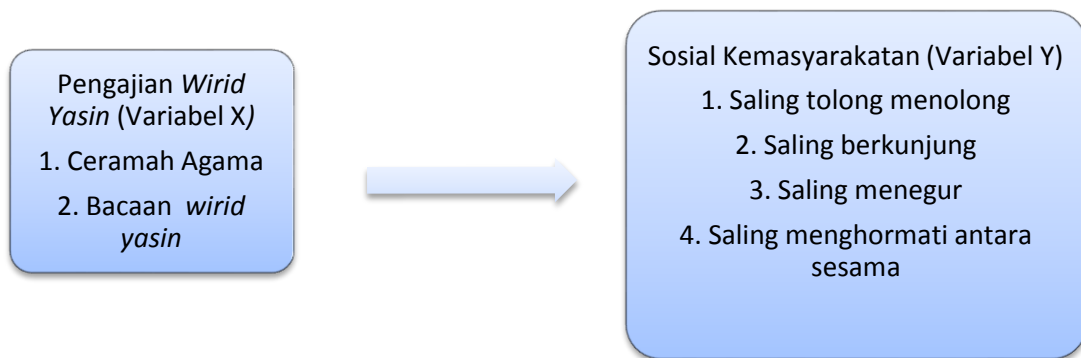 Pengajian Wirid
Yasin (Variabel X)
1. Ceramah Agama
2. Bacaan wirid
yasin
Sosial Kemasyarakatan (Variabel Y)
1. Saling tolong menolong
2. Saling berkunjung
3. Saling menegur
4. Saling menghormati antara
sesama